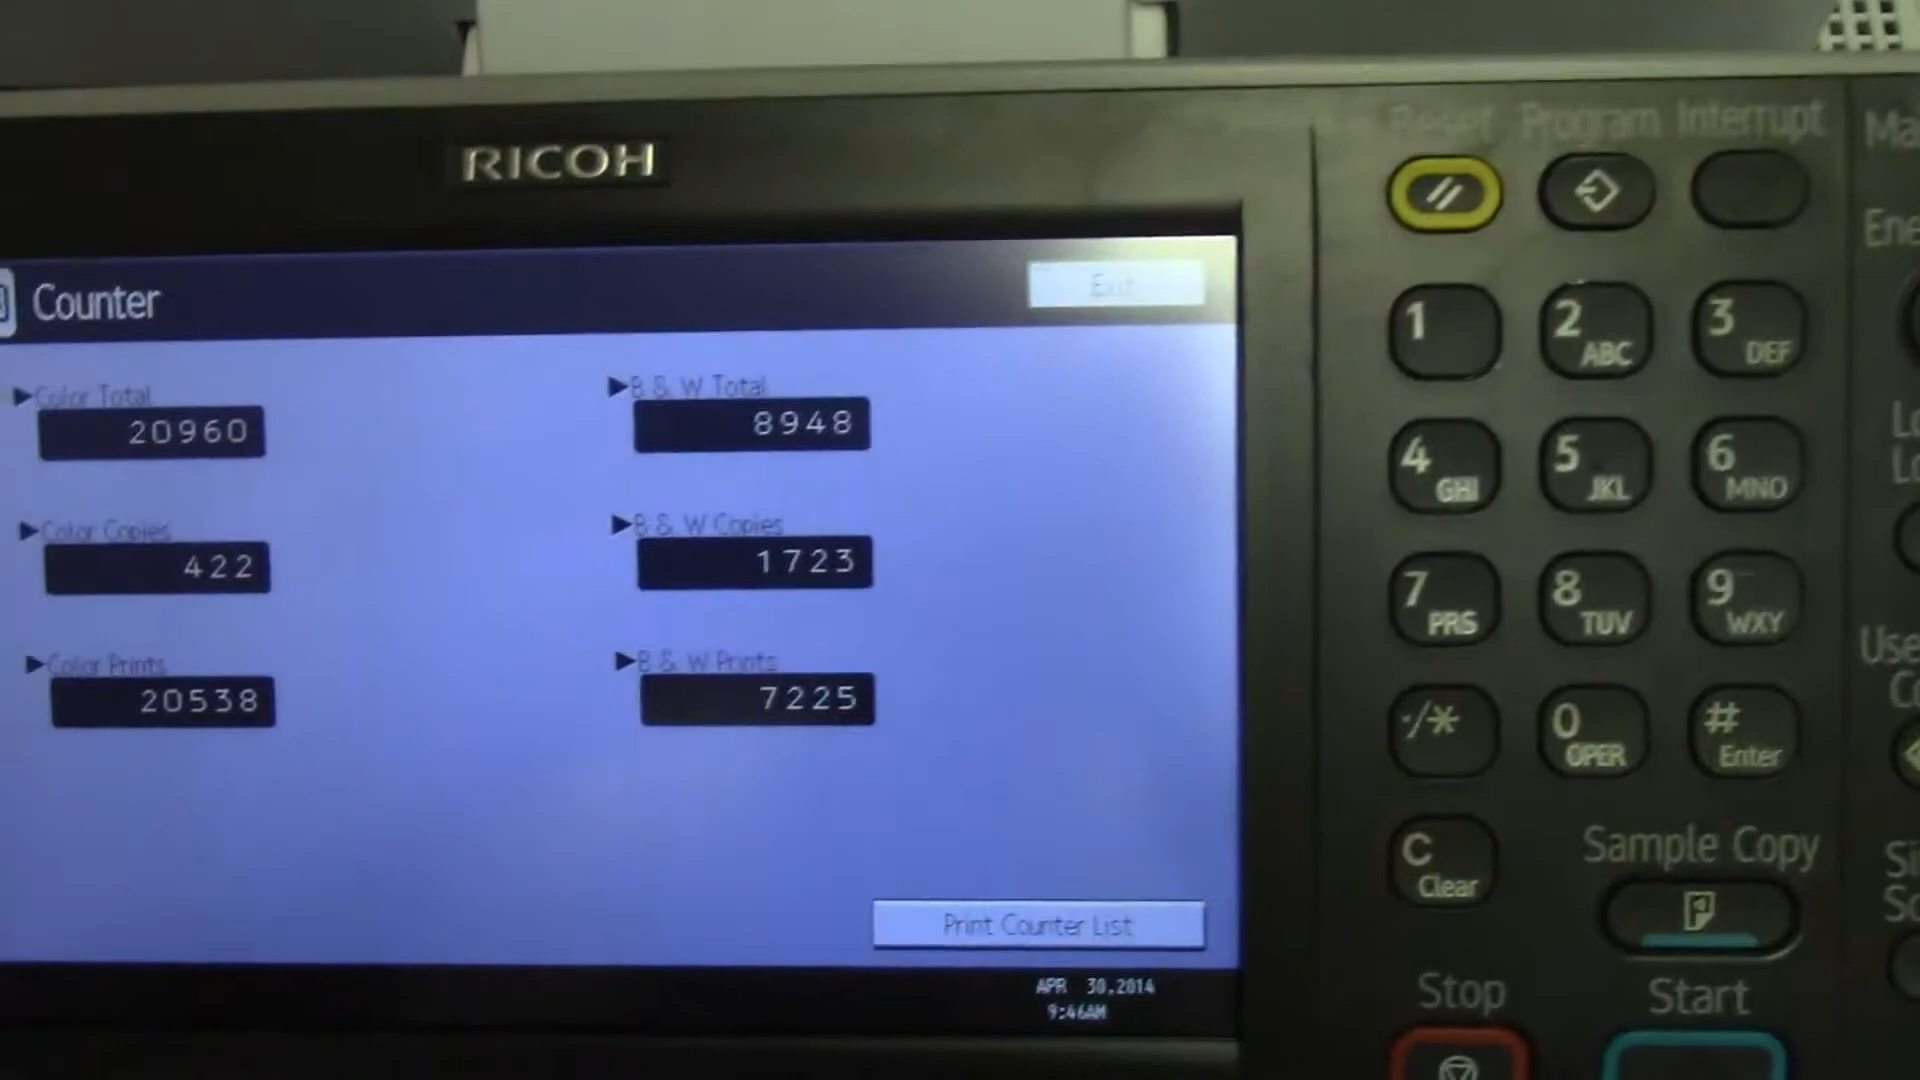 Reset Program Interrupt
RICOH
Counter
Exit
Color Total
20960
B & W Total
8948
Color Copies
422
B & W Copies
1723
Color Prints
20538
B & W Prints
7225
Print Counter List
APR 30,2014
9:46AM
1
2 ABC
3 DEF
4 GHI
5 JKL
6 MNO
7 PRS
8 TUV
9 WXY
./*
0 OPER
# Enter
C Clear
Sample Copy
Stop
Start